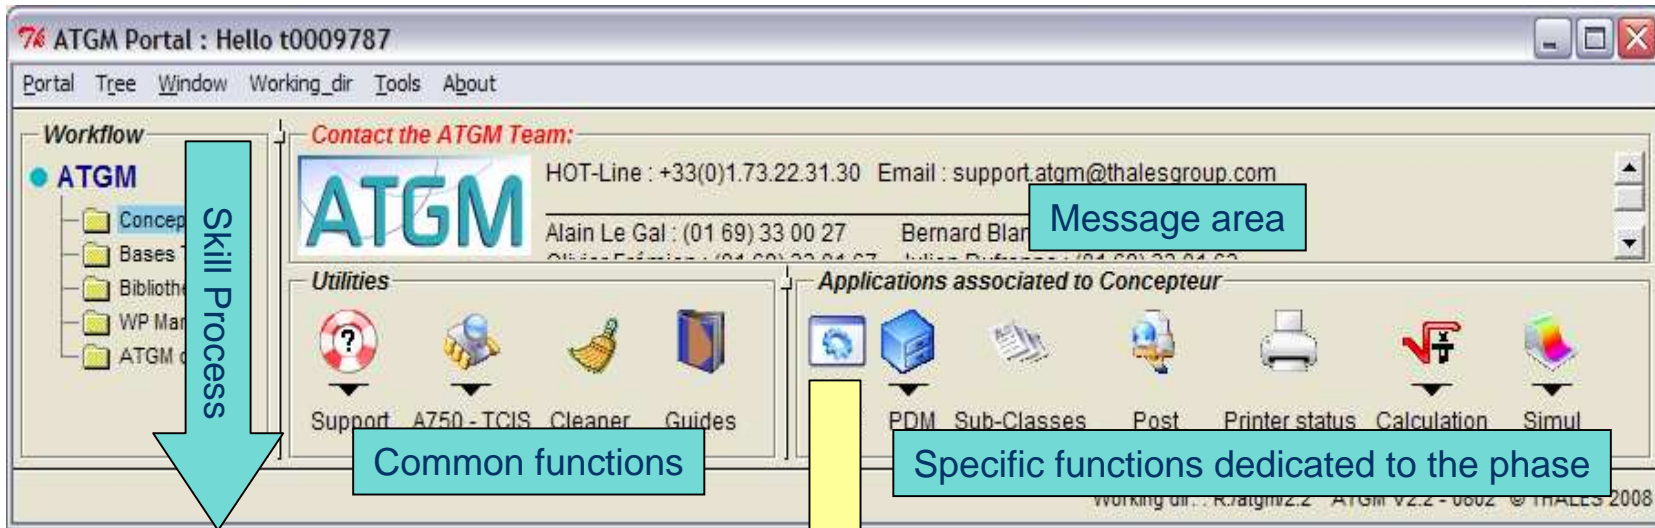 ATGM Portal : Hello t0009787
Portal Tree Window Working_dir Tools About
Workflow
ATGM
Concep
Bases
Biblioth
WP Mar
ATGM
Skill Process
Contact the ATGM Team:
ATGM
HOT-Line : +33(0)1.73.22.31.30 Email : support.atgm@thalesgroup.com
Alain Le Gal : (01 69) 33 00 27 Bernard Blan
Message area
Utilities
Support A750 - TCIS Cleaner Guides
Common functions
Applications associated to Concepteur
PDM Sub-Classes Post Printer status Calculation Simul
Specific functions dedicated to the phase
Working dir. : R:/atgm/2.2 ATGM V2.2 - 0802 © THALES 2008